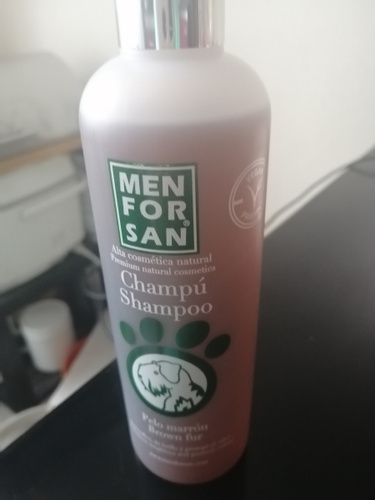 MEN
FOR
SAN®
Alta cosmética natural
Premium natural cosmetics
Champú
Shampoo
Pelo marrón
Brown fur